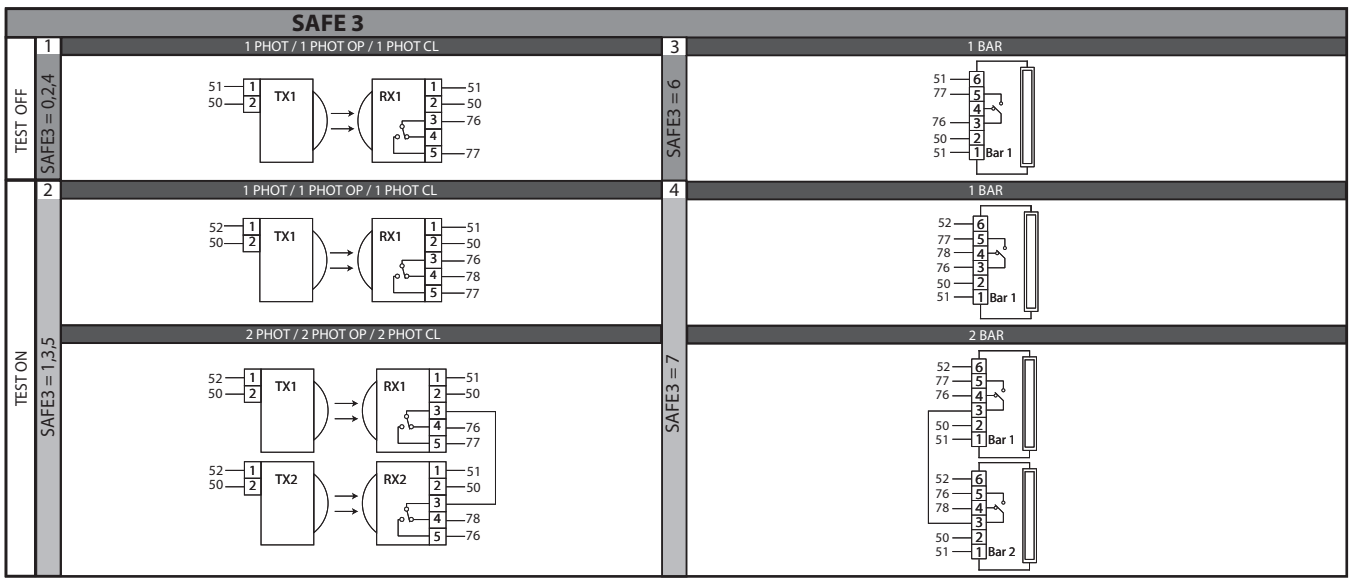 SAFE 3
TEST OFF
1
SAFE3 = 0,2,4
1 PHOT / 1 PHOT OP / 1 PHOT CL
51 1
50 2
TX1
RX1
1 51
2 50
3 76
4
5 77
3
SAFE3 = 6
1 BAR
51 6
77 5
4
76 3
50 2
51 1 Bar 1
TEST ON
2
SAFE3 = 1,3,5
1 PHOT / 1 PHOT OP / 1 PHOT CL
52 1
50 2
TX1
RX1
1 51
2 50
3 76
4 78
5 77
2 PHOT / 2 PHOT OP / 2 PHOT CL
52 1
50 2
TX1
RX1
1 51
2 50
3
4 76
5 77
52 1
50 2
TX2
RX2
1 51
2 50
3
4 78
5 76
4
SAFE3 = 7
1 BAR
52 6
77 5
78 4
76 3
50 2
51 1 Bar 1
2 BAR
52 6
77 5
76 4
3
50 2
51 1 Bar 1
52 6
76 5
78 4
3
50 2
51 1 Bar 2